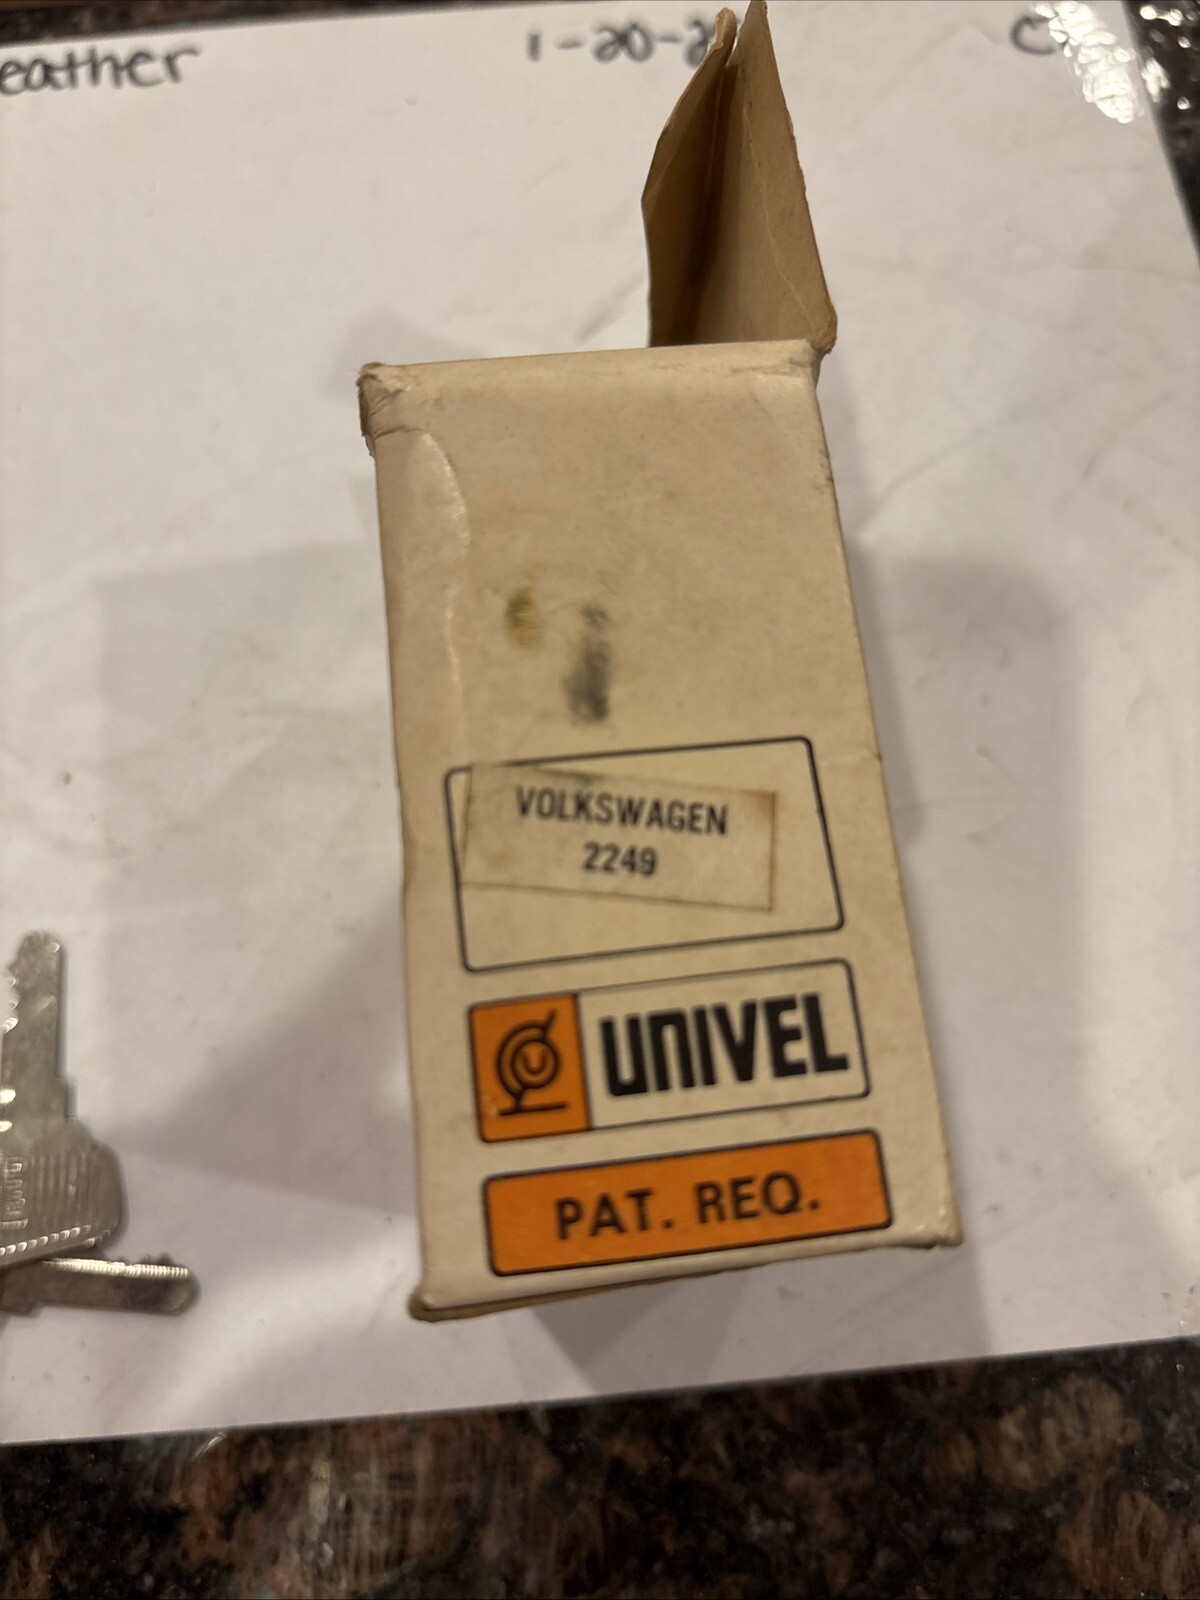 eather
1-20-2
VOLKSWAGEN
2249
U
UNIVEL
PAT. REQ.